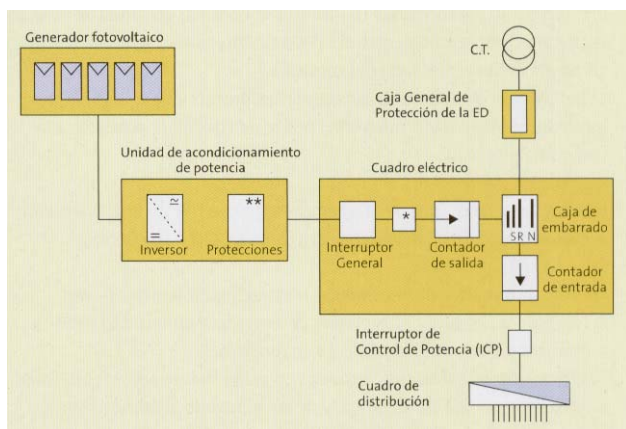 Generador fotovoltaico
C.T.
Caja General de
Protección de la ED
Unidad de acondicionamiento
de potencia
Cuadro eléctrico
**
*
Inversor
Protecciones
Interruptor
General
Contador
de salida
S R N
Caja de
embarrado
Contador
de entrada
Interruptor de
Control de Potencia (ICP)
Cuadro de
distribución